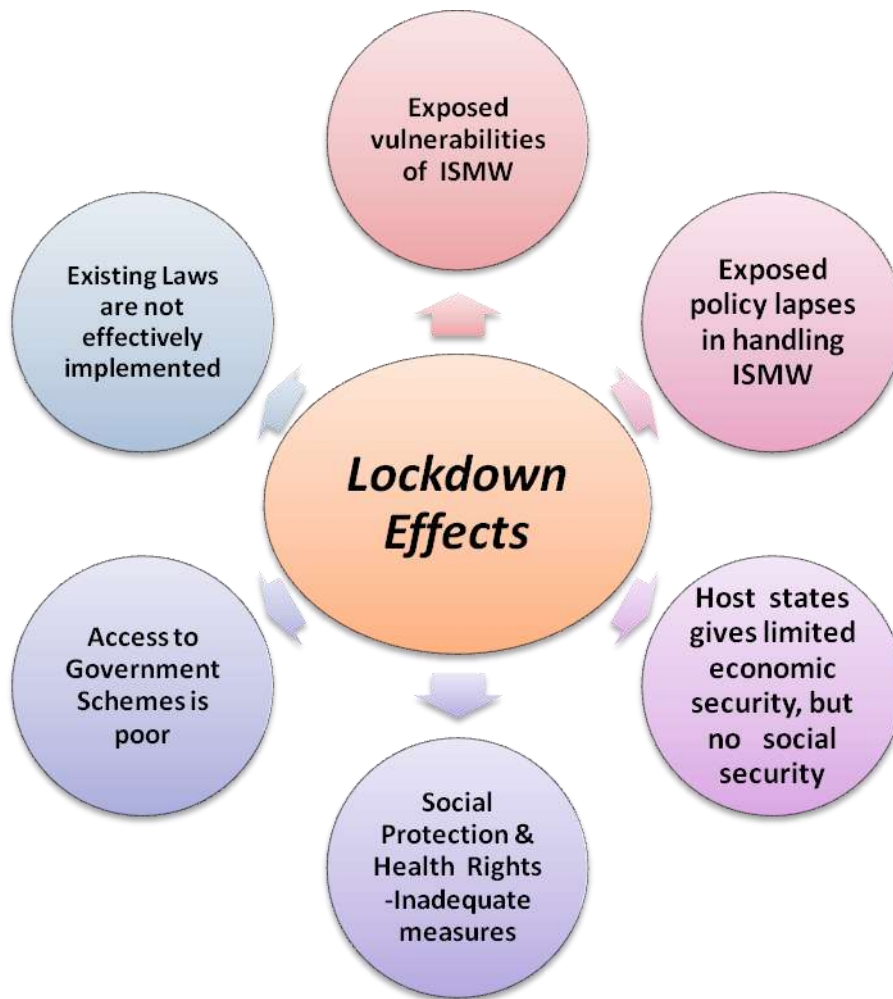 Exposed
vulnerabilities
of ISMW
Exposed
policy lapses
in handling
ISMW
Host states
gives limited
economic
security, but
no social
security
Social
Protection &
Health Rights
-Inadequate
measures
Access to
Government
Schemes is
poor
Existing Laws
are not
effectively
implemented
Lockdown
Effects